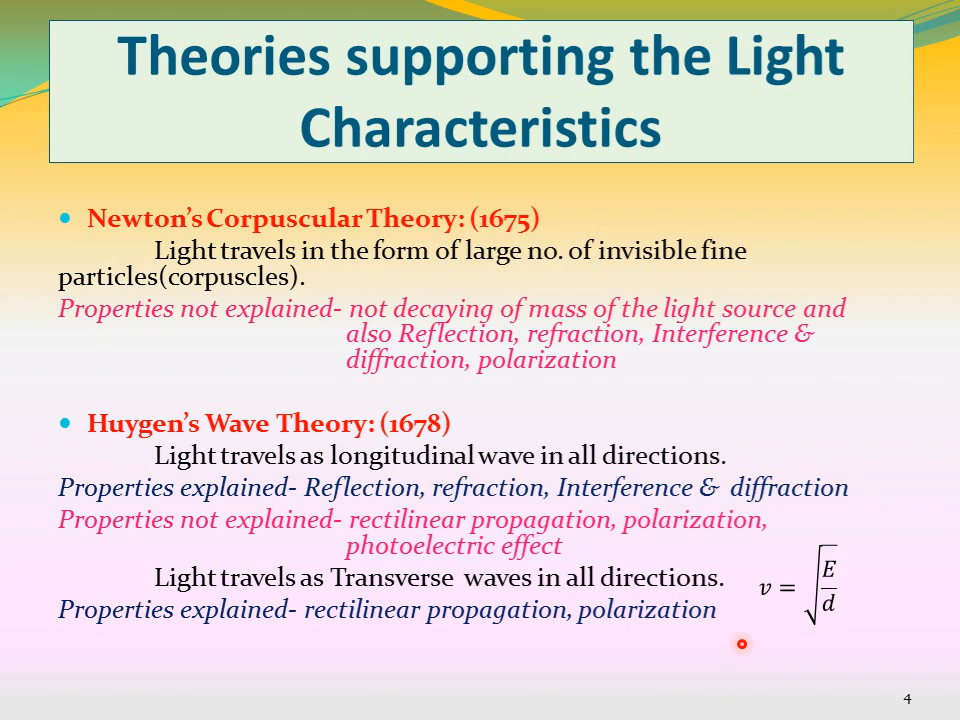 Theories supporting the Light
Characteristics
Newton's Corpuscular Theory: (1675)
Light travels in the form of large no. of invisible fine
particles(corpuscles).
Properties not explained- not decaying of mass of the light source and
also Reflection, refraction, Interference &
diffraction, polarization
Huygen's Wave Theory: (1678)
Light travels as longitudinal wave in all directions.
Properties explained- Reflection, refraction, Interference & diffraction
Properties not explained- rectilinear propagation, polarization,
photoelectric effect
Light travels as Transverse waves in all directions.
Properties explained- rectilinear propagation, polarization
v = √(E/d)
4